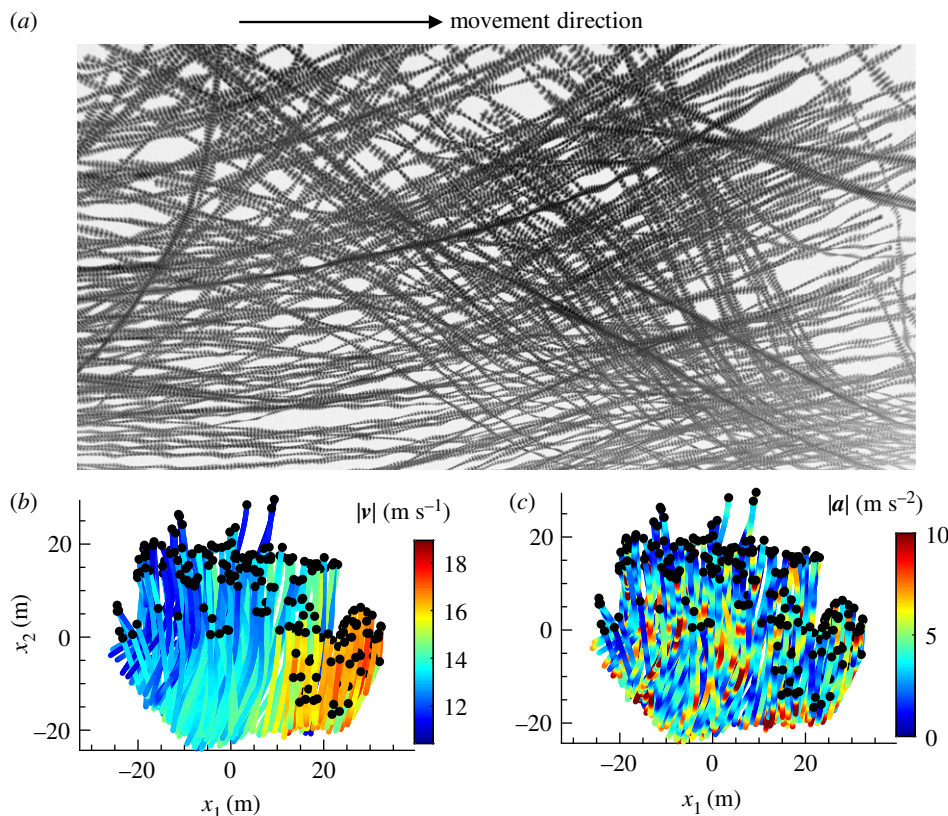 (a) movement direction
(b) (c)
|v| (m s⁻¹) |a| (m s⁻²)
20 0 −20
x₂ (m)
18 16 14 12
−20 0 20
x₁ (m)
20 0 −20
10 5 0
−20 0 20
x₁ (m)